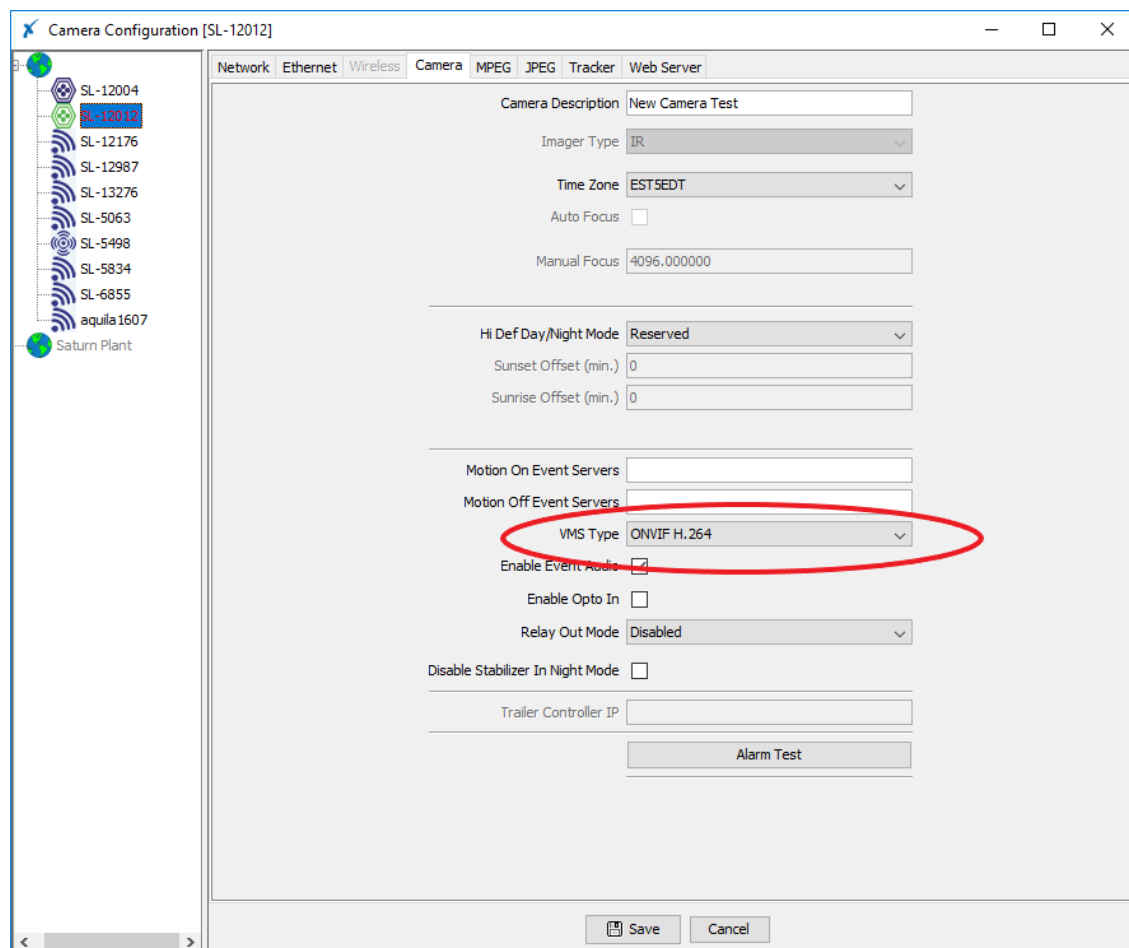 Camera Configuration [SL-12012]
SL-12004
SL-12012
SL-12176
SL-12987
SL-13276
SL-5063
SL-5498
SL-5834
SL-6855
aquila1607
Saturn Plant
Network Ethernet Wireless Camera MPEG JPEG Tracker Web Server
Camera Description New Camera Test
Imager Type IR
Time Zone EST5EDT
Auto Focus
Manual Focus 4096.000000
Hi Def Day/Night Mode Reserved
Sunset Offset (min.) 0
Sunrise Offset (min.) 0
Motion On Event Servers
Motion Off Event Servers
VMS Type ONVIF H.264
Enable Event Audio
Enable Opto In
Relay Out Mode Disabled
Disable Stabilizer In Night Mode
Trailer Controller IP
Alarm Test
Save Cancel